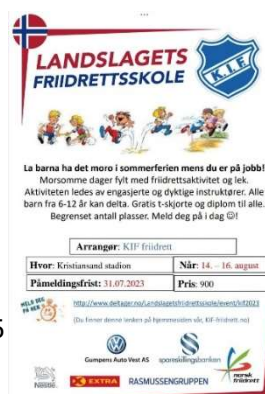 ...
LANDSLAGETS
FRIIDRETTSSKOLE
K.I.F.
La barna ha det moro i sommerferien mens du er på jobb!
Morsomme dager fylt med friidrettsaktivitet og lek.
Aktiviteten ledes av engasjerte og dyktige instruktører. Alle
barn fra 6-12 år kan delta. Gratis t-skjorte og diplom til alle.
Begrenset antall plasser. Meld deg på i dag 😊!
Arrangør: KIF friidrett
Hvor: Kristiansand stadion
Når: 14. – 16. august
Påmeldingsfrist: 31.07.2023
Pris: 900
MELD DEG
PÅ HER
http://www.deltager.no/Landslagetsfriidrettsskole/event/kif2023
(Du finner denne lenken på hjemmesiden vår, KIF-friidrett.no)
Gumpens Auto Vest AS
spareskillingsbanken
Nestlé
EXTRA
RASMUSSENGRUPPEN
norsk
friidrett